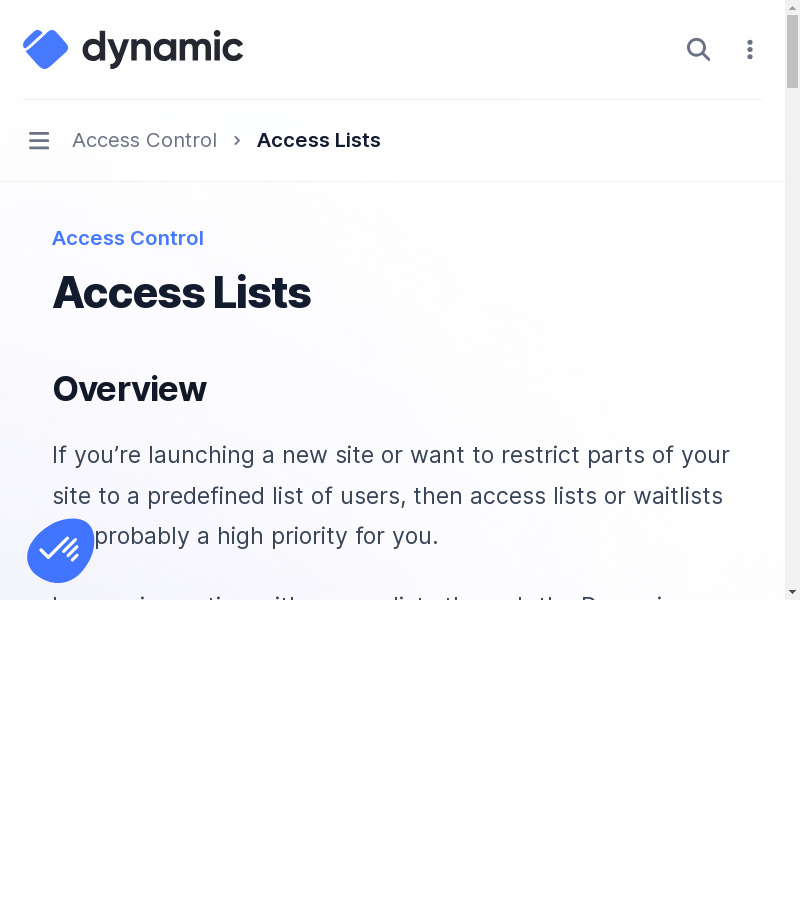 dynamic
Access Control > Access Lists
Access Control
Access Lists
Overview
If you’re launching a new site or want to restrict parts of your
site to a predefined list of users, then access lists or waitlists
probably a high priority for you.